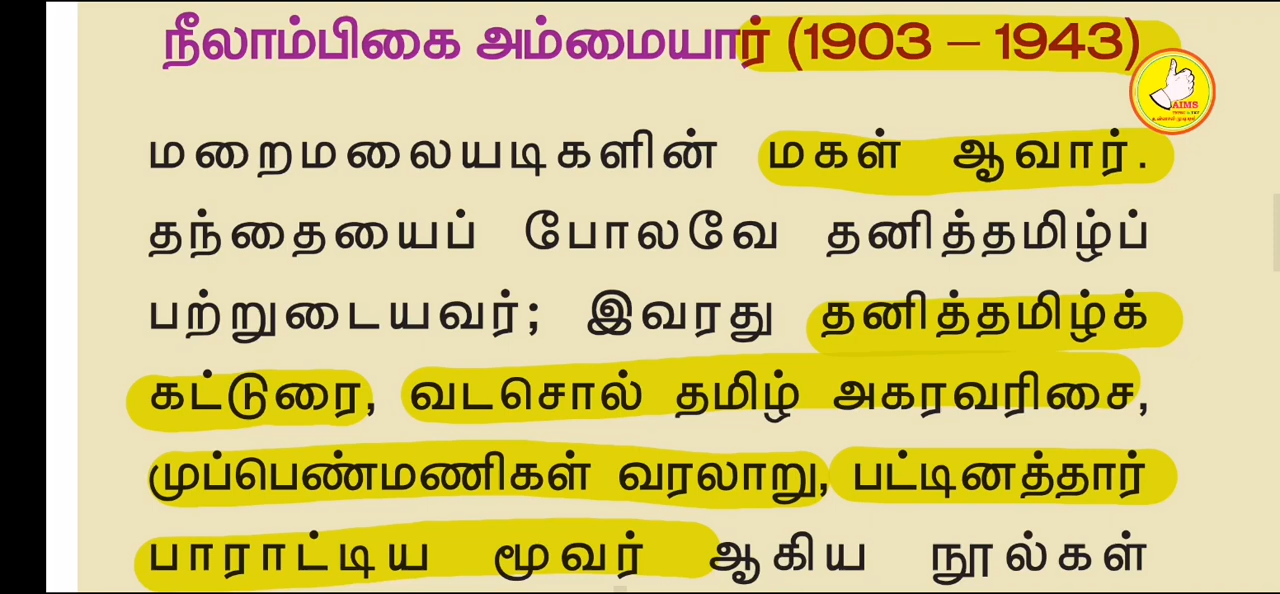 நீலாம்பிகை அம்மையார் (1903 – 1943)
AIMS
மறைமலையடிகளின் மகள் ஆவார்.
தந்தையைப் போலவே தனித்தமிழ்ப்
பற்றுடையவர்; இவரது தனித்தமிழ்க்
கட்டுரை, வடசொல் தமிழ் அகரவரிசை,
முப்பெண்மணிகள் வரலாறு, பட்டினத்தார்
பாராட்டிய மூவர் ஆகிய நூல்கள்